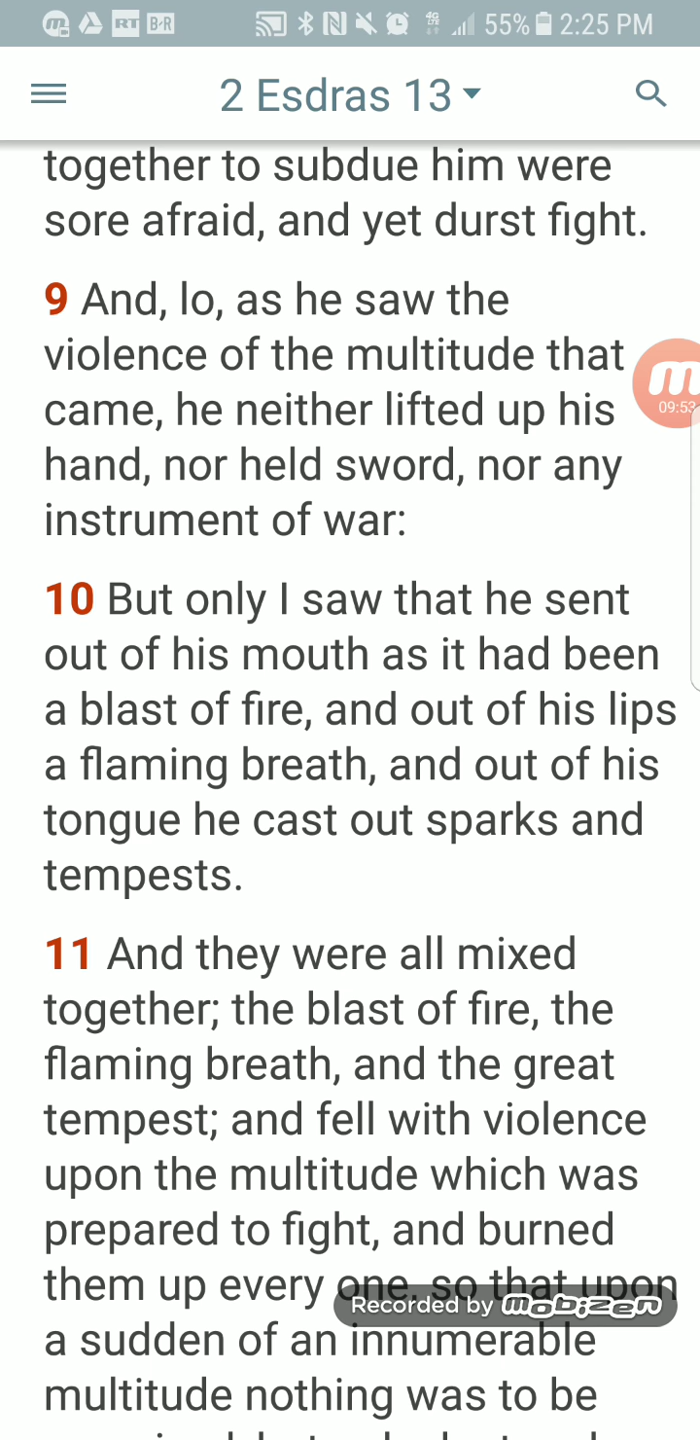 RT B-R 55% 2:25 PM
2 Esdras 13
together to subdue him were
sore afraid, and yet durst fight.
9 And, lo, as he saw the
violence of the multitude that
came, he neither lifted up his
09:53
hand, nor held sword, nor any
instrument of war:
10 But only I saw that he sent
out of his mouth as it had been
a blast of fire, and out of his lips
a flaming breath, and out of his
tongue he cast out sparks and
tempests.
11 And they were all mixed
together; the blast of fire, the
flaming breath, and the great
tempest; and fell with violence
upon the multitude which was
prepared to fight, and burned
them up every one, so that upon
Recorded by mobizen
a sudden of an innumerable
multitude nothing was to be